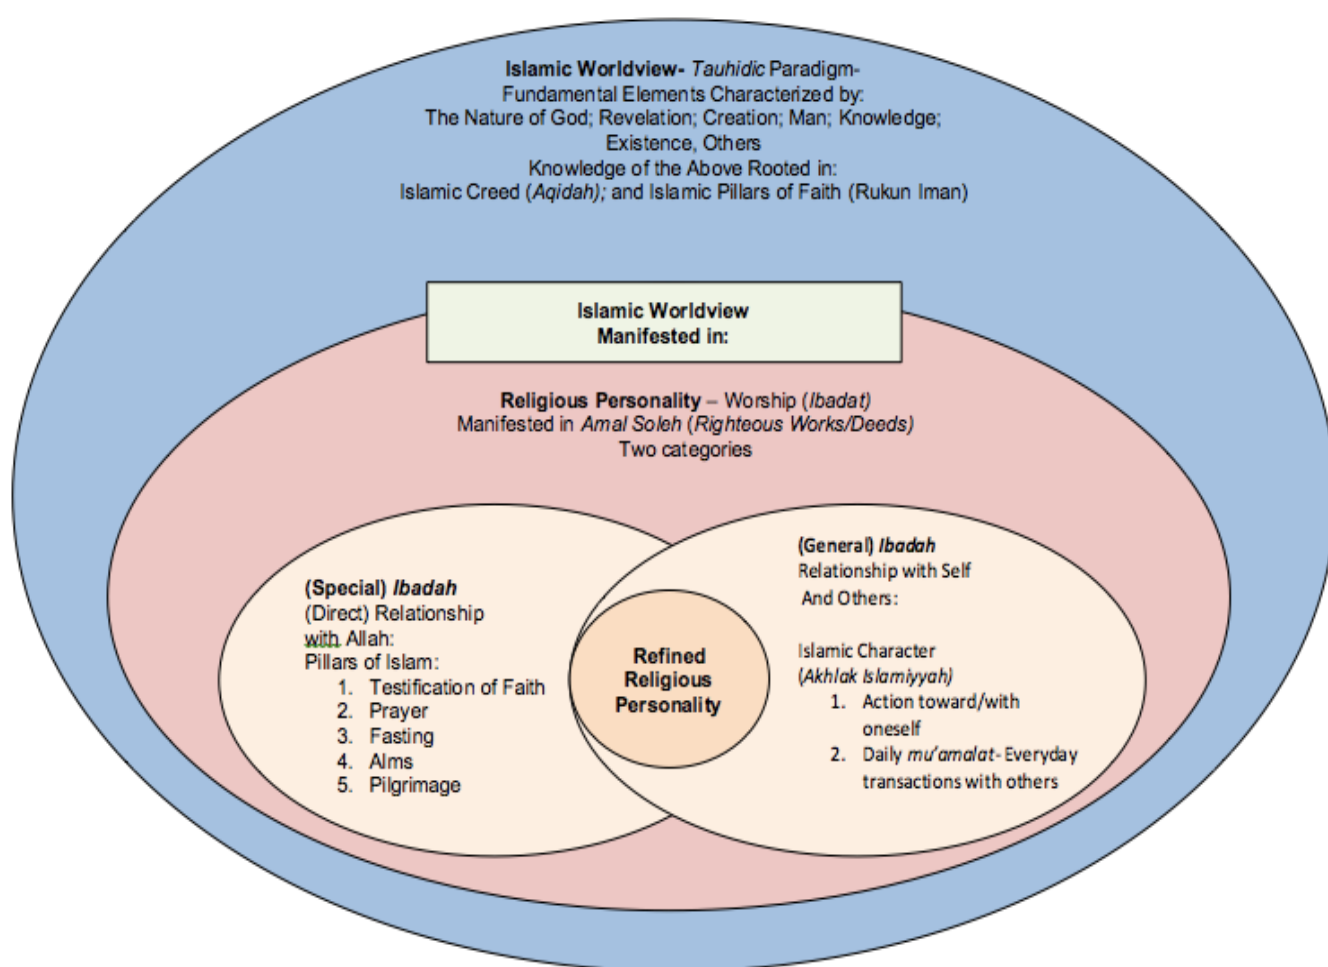 Islamic Worldview- Tauhidic Paradigm-
Fundamental Elements Characterized by:
The Nature of God; Revelation; Creation; Man; Knowledge;
Existence, Others
Knowledge of the Above Rooted in:
Islamic Creed (Aqidah); and Islamic Pillars of Faith (Rukun Iman)
Islamic Worldview
Manifested in:
Religious Personality – Worship (Ibadat)
Manifested in Amal Soleh (Righteous Works/Deeds)
Two categories
(Special) Ibadah
(Direct) Relationship
with Allah:
Pillars of Islam:
1. Testification of Faith
2. Prayer
3. Fasting
4. Alms
5. Pilgrimage
Refined
Religious
Personality
(General) Ibadah
Relationship with Self
And Others:
Islamic Character
(Akhlak Islamiyyah)
1. Action toward/with
oneself
2. Daily mu’amalat- Everyday
transactions with others